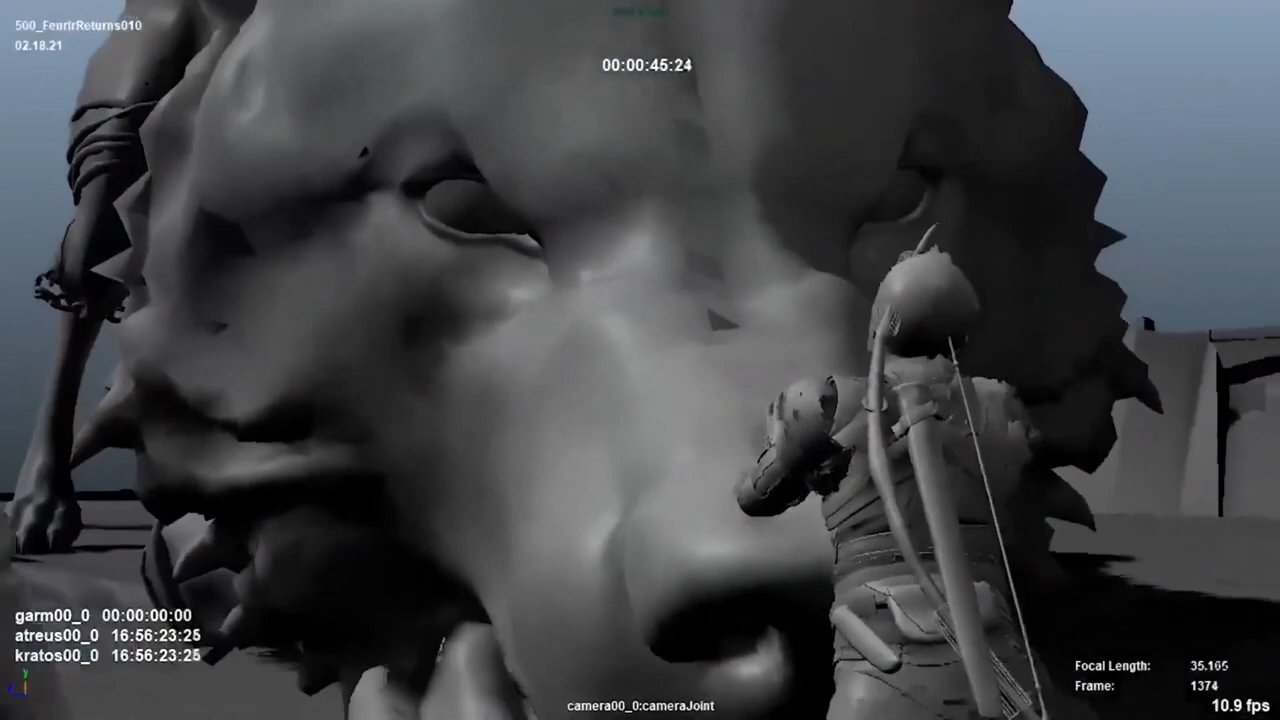 500_FenrirReturns010
02.18.21
00:00:45:24
garm00_0 00:00:00:00
atreus00_0 16:56:23:25
kratos00_0 16:56:23:25
y
z
camera00_0:cameraJoint
Focal Length: 35.165
Frame: 1374
10.9 fps